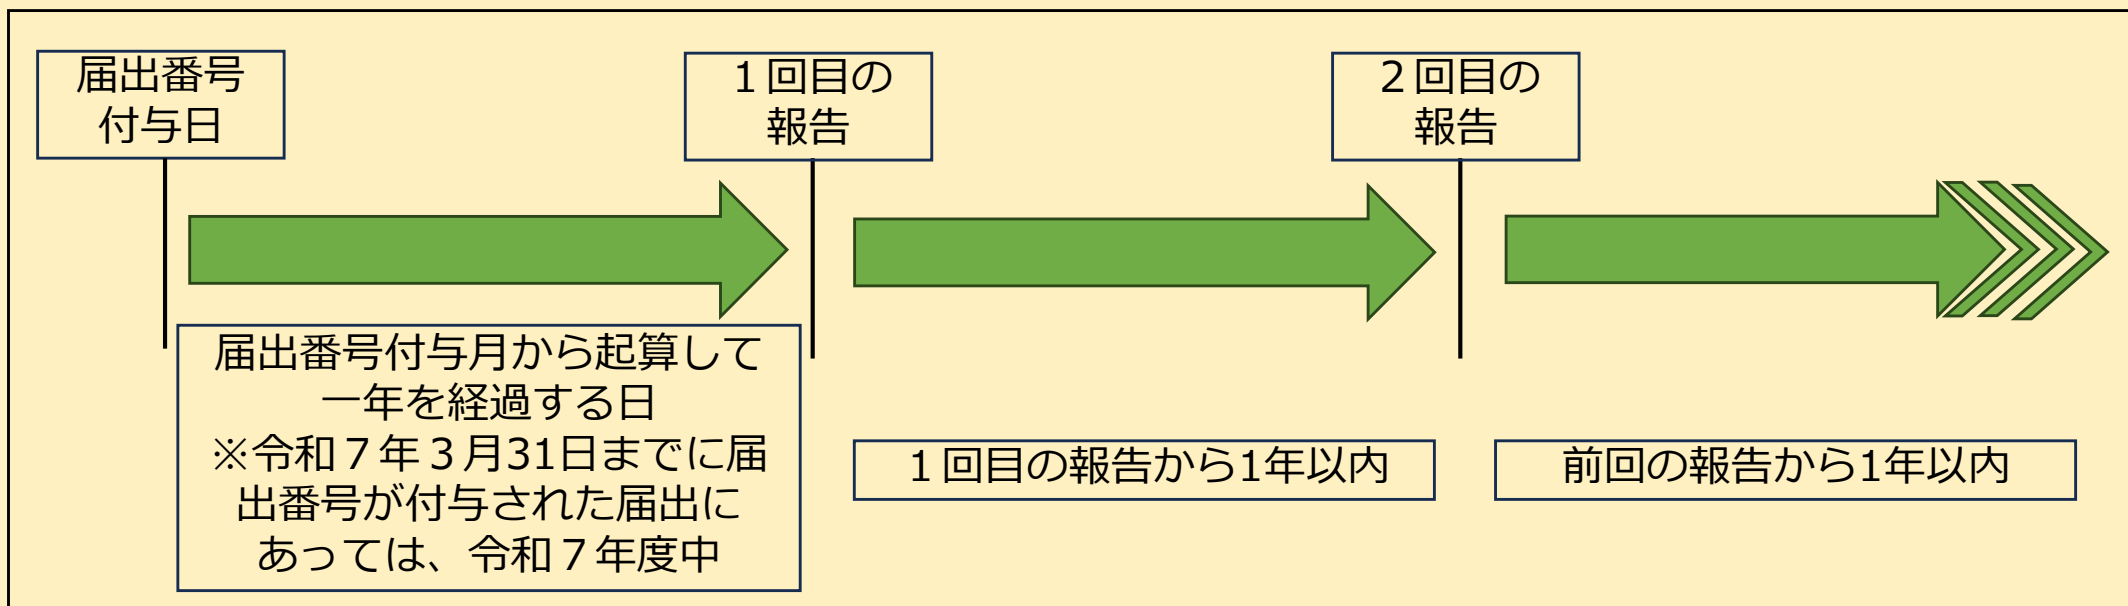 届出番号
付与日
１回目の
報告
２回目の
報告
届出番号付与月から起算して
一年を経過する日
※令和７年３月31日までに届
出番号が付与された届出に
あっては、令和７年度中
１回目の報告から1年以内
前回の報告から1年以内